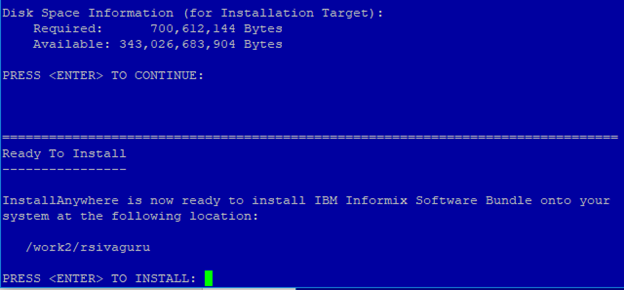 Disk Space Information (for Installation Target):
Required: 700,612,144 Bytes
Available: 343,026,683,904 Bytes
PRESS <ENTER> TO CONTINUE:
===============================================================================
Ready To Install
----------------
InstallAnywhere is now ready to install IBM Informix Software Bundle onto your
system at the following location:
/work2/rsivaguru
PRESS <ENTER> TO INSTALL: